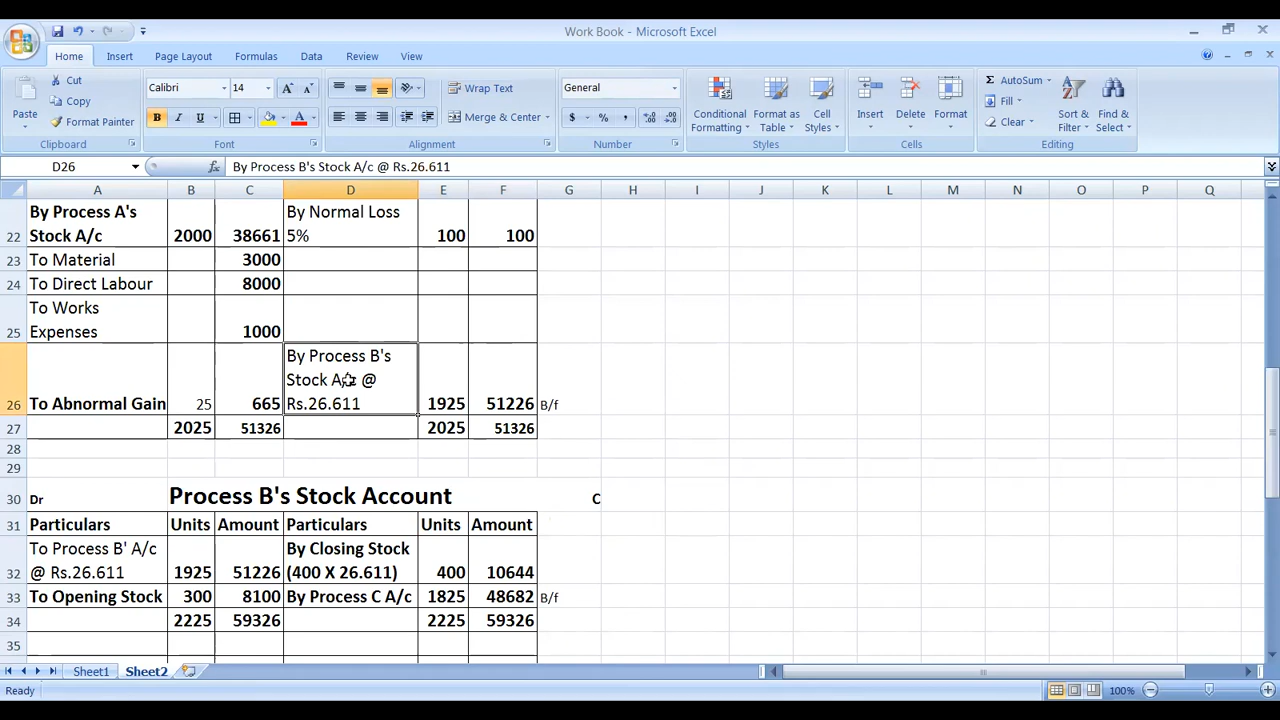 Work Book - Microsoft Excel
Home Insert Page Layout Formulas Data Review View
Paste Cut Copy Format Painter Clipboard
Calibri B I U A A A Font
Wrap Text Merge & Center Alignment
General $ % , Number
Conditional Formatting Format as Table Cell Styles Styles
Insert Delete Format Cells
AutoSum Fill Clear Sort & Filter Find & Select Editing
D26 fx By Process B's Stock A/c @ Rs.26.611
A B C D E F G H I J K L M N O P Q
By Process A's By Normal Loss
22 Stock A/c 2000 38661 5% 100 100
23 To Material 3000
24 To Direct Labour 8000
To Works
25 Expenses 1000
By Process B's
Stock @
26 To Abnormal Gain 25 665 Rs.26.611 1925 51226 B/f
27 2025 51326 2025 51326
28
29
30 Dr Process B's Stock Account C
31 Particulars Units Amount Particulars Units Amount
To Process B' A/c By Closing Stock
32 @ Rs.26.611 1925 51226 (400 X 26.611) 400 10644
33 To Opening Stock 300 8100 By Process C A/c 1825 48682 B/f
34 2225 59326 2225 59326
35
Sheet1 Sheet2
Ready 100%